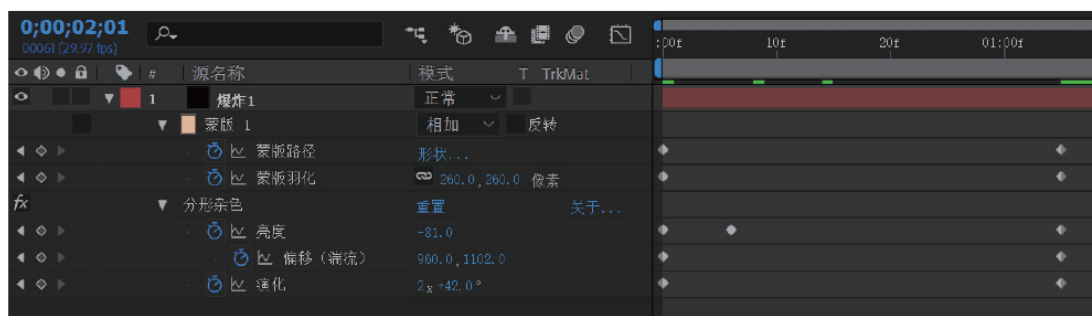 0;00;02;01
00061 (29.97 fps)
:00f 10f 20f 01:00f
# 源名称 模式 T TrkMat
1 爆炸1 正常
蒙版 1 相加 反转
蒙版路径 形状...
蒙版羽化 260.0,260.0 像素
fx 分形杂色 重置 关于...
亮度 -81.0
偏移（湍流） 960.0,1102.0
演化 2x+42.0°